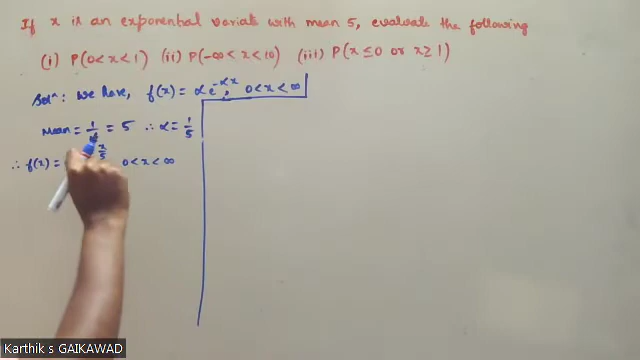 If x is an exponential variate with mean 5, evaluate the following
(i) P(0<x<1) (ii) P(-∞<x<10) (iii) P(x≤0 or x≥1)
Solⁿ: We have, f(x) = αe^{-αx}, 0<x<∞
Mean = 1/α = 5 ∴ α = 1/5
∴ f(x) = x/5 0<x<∞
Karthik s GAIKAWAD